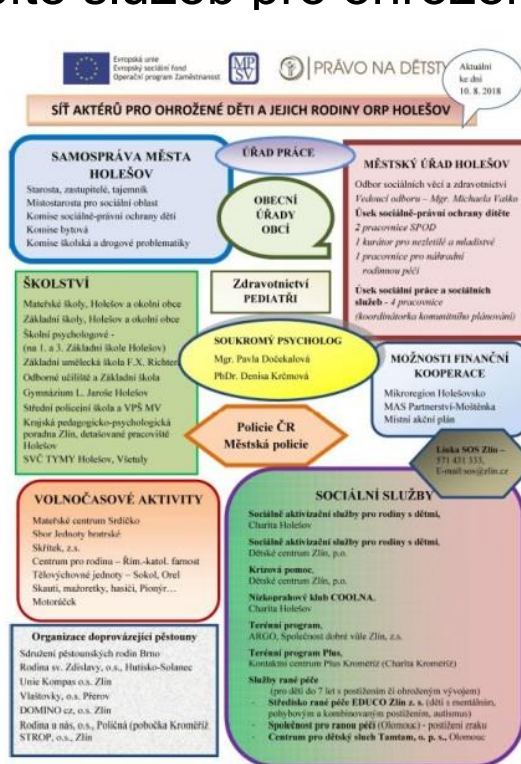 Evropská unie
Evropský sociální fond
Operační program Zaměstnanost
MPSV
PRÁVO NA DĚTSTV
Aktuální
ke dni
10. 8. 2018
SÍŤ AKTÉRŮ PRO OHROŽENÉ DĚTI A JEJICH RODINY ORP HOLEŠOV
SAMOSPRÁVA MĚSTA
HOLEŠOV
Starosta, zastupitelé, tajemník
Místostarosta pro sociální oblast
Komise sociálně-právní ochrany dětí
Komise bytová
Komise školská a drogové problematiky
ÚŘAD PRÁCE
OBECNÍ
ÚŘADY
OBCÍ
MĚSTSKÝ ÚŘAD HOLEŠOV
Odbor sociálních věcí a zdravotnictví
Vedoucí odboru – Mgr. Michaela Vaško
Úsek sociálně-právní ochrany dítěte
2 pracovnice SPOD
1 kurátor pro nezletilé a mladistvé
1 pracovnice pro náhradní
rodinnou péči
Úsek sociální práce a sociálních
služeb - 4 pracovnice
(koordinátorka komunitního plánování)
ŠKOLSTVÍ
Mateřské školy, Holešov a okolní obce
Základní školy, Holešov a okolní obce
Školní psychologové -
(na 1. a 3. Základní škole Holešov)
Základní umělecká škola F.X. Richter
Odborné učiliště a Základní škola
Gymnázium L. Jaroše Holešov
Střední policejní škola a VPŠ MV
Krajská pedagogicko-psychologická
poradna Zlín, detašované pracoviště
Holešov
SVČ TYMY Holešov, Všetuly
Zdravotnictví
PEDIATŘI
SOUKROMÝ PSYCHOLOG
Mgr. Pavla Dočekalová
PhDr. Denisa Krčmová
MOŽNOSTI FINANČNÍ
KOOPERACE
Mikroregion Holešovsko
MAS Partnerství-Moštěnka
Místní akční plán
Policie ČR
Městská policie
Linka SOS Zlín –
571 431 333,
E-mail:sos@zlin.cz
VOLNOČASOVÉ AKTIVITY
Mateřské centrum Srdíčko
Sbor Jednoty bratrské
Skřítek, z.s.
Centrum pro rodinu – Řím.-katol. farnost
Tělovýchovné jednoty – Sokol, Orel
Skauti, mažoretky, hasiči, Pionýr…
Motoráček
SOCIÁLNÍ SLUŽBY
Sociálně aktivizační služby pro rodiny s dětmi,
Charita Holešov
Sociálně aktivizační služby pro rodiny s dětmi,
Dětské centrum Zlín, p.o.
Krizová pomoc,
Dětské centrum Zlín, p.o.
Nízkoprahový klub COOLNA,
Charita Holešov
Terénní program,
ARGO, Společnost dobré vůle Zlín, z.s.
Terénní program Plus,
Kontaktní centrum Plus Kroměříž (Charita Kroměříž)
Služby rané péče
(pro děti do 7 let s postižením či ohroženým vývojem)
- Středisko rané péče EDUCO Zlín z. s. (děti s mentálním,
pohybovým a kombinovaným postižením, autismus)
- Společnost pro ranou péči (Olomouc) - postižení zraku
- Centrum pro dětský sluch Tamtam, o. p. s., Olomouc
Organizace doprovázející pěstouny
Sdružení pěstounských rodin Brno
Rodina sv. Zdislavy, o.s., Hutisko-Solanec
Unie Kompas o.s. Zlín
Vlaštovky, o.s. Přerov
DOMINO cz, o.s. Zlín
Rodina u nás, o.s., Poličná (pobočka Kroměříž
STROP, o.s., Zlín